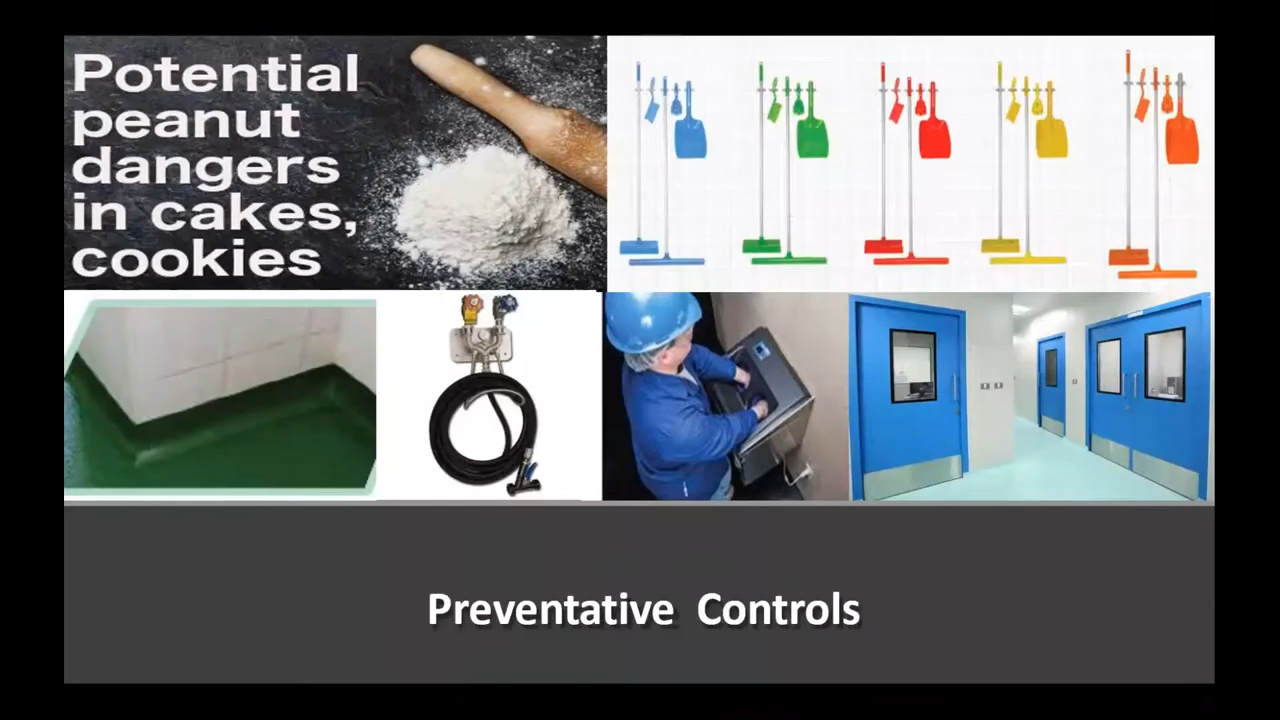 Potential
peanut
dangers
in cakes,
cookies
Preventative Controls